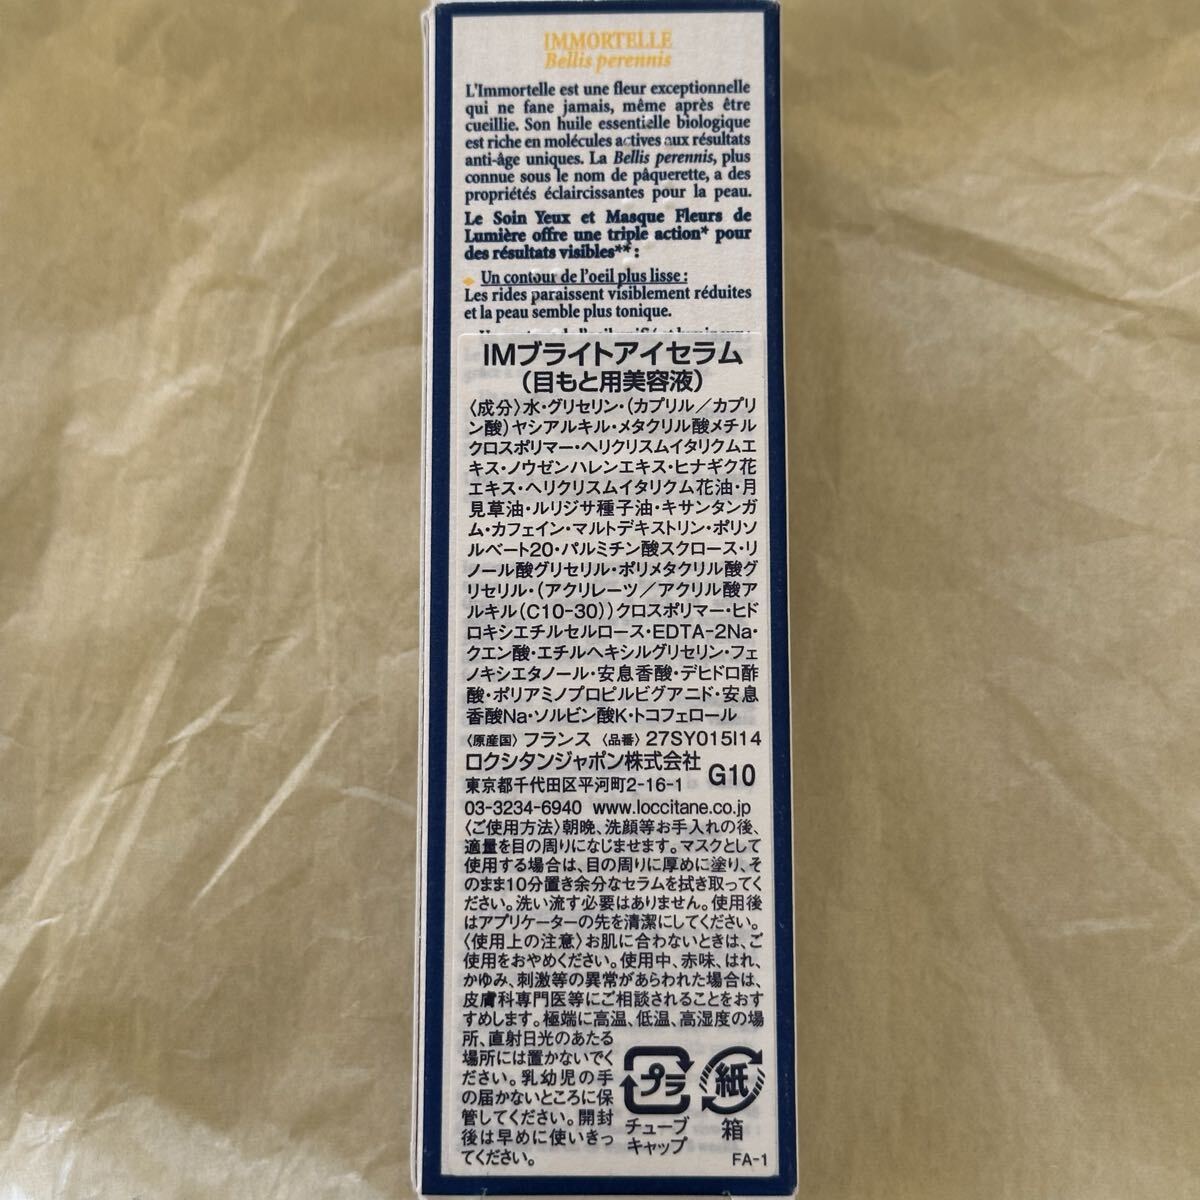 IMMORTELLE
Bellis perennis
L'Immortelle est une fleur exceptionnelle
qui ne fane jamais, même après être
cueillie. Son huile essentielle biologique
est riche en molécules actives aux résultats
anti-âge uniques. La Bellis perennis, plus
connue sous le nom de pâquerette, a des
propriétés éclaircissantes pour la peau.
Le Soin Yeux et Masque Fleurs de
Lumière offre une triple action* pour
des résultats visibles** :
Un contour de l'oeil plus lisse :
Les rides paraissent visiblement réduites
et la peau semble plus tonique.
IMブライトアイセラム
（目もと用美容液）
〈成分〉水・グリセリン・（カプリル／カプリ
ン酸）ヤシアルキル・メタクリル酸メチル
クロスポリマー・ヘリクリスムイタリクムエ
キス・ノウゼンハレンエキス・ヒナギク花
エキス・ヘリクリスムイタリクム花油・月
見草油・ルリジサ種子油・キサンタンガ
ム・カフェイン・マルトデキストリン・ポリソ
ルベート20・パルミチン酸スクロース・リ
ノール酸グリセリル・ポリメタクリル酸グ
リセリル・（アクリレーツ／アクリル酸ア
ルキル（C10-30））クロスポリマー・ヒド
ロキシエチルセルロース・EDTA-2Na・
クエン酸・エチルヘキシルグリセリン・フェ
ノキシエタノール・安息香酸・デヒドロ酢
酸・ポリアミノプロピルビグアニド・安息
香酸Na・ソルビン酸K・トコフェロール
〈原産国〉フランス 〈品番〉27SY015I14
ロクシタンジャポン株式会社
東京都千代田区平河町2-16-1 G10
03-3234-6940 www.loccitane.co.jp
〈ご使用方法〉朝晩、洗顔等お手入れの後、
適量を目の周りになじませます。マスクとして
使用する場合は、目の周りに厚めに塗り、そ
のまま10分置き余分なセラムを拭き取ってく
ださい。洗い流す必要はありません。使用後
はアプリケーターの先を清潔にしてください。
〈使用上の注意〉お肌に合わないときは、ご
使用をおやめください。使用中、赤味、はれ、
かゆみ、刺激等の異常があらわれた場合は、
皮膚科専門医等にご相談されることをおす
すめします。極端に高温、低温、高湿度の場
所、直射日光のあたる
場所には置かないでく
ださい。乳幼児の手
の届かないところに保
管してください。開封
後は早めに使いきっ
てください。
プラ
チューブ
キャップ
紙
箱
FA-1